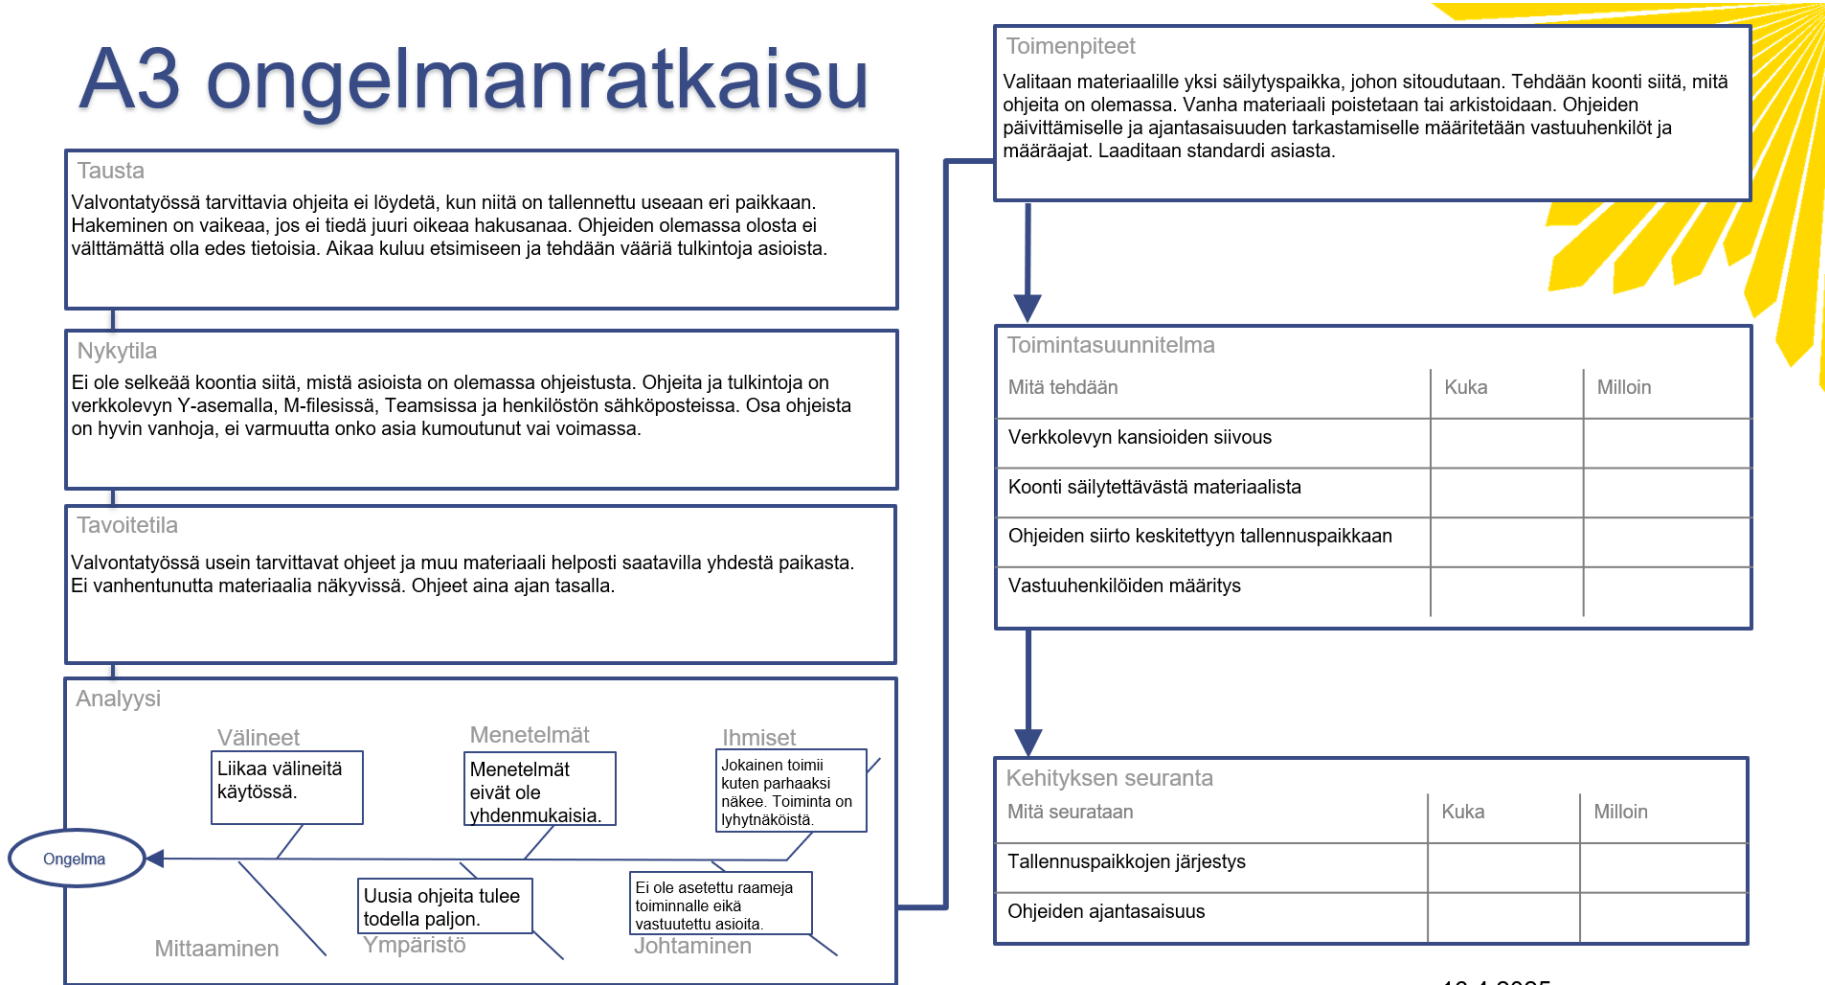 A3 ongelmanratkaisu
Tausta
Valvontatyössä tarvittavia ohjeita ei löydetä, kun niitä on tallennettu useaan eri paikkaan.
Hakeminen on vaikeaa, jos ei tiedä juuri oikeaa hakusanaa. Ohjeiden olemassa olosta ei
välttämättä olla edes tietoisia. Aikaa kuluu etsimiseen ja tehdään vääriä tulkintoja asioista.
Nykytila
Ei ole selkeää koontia siitä, mistä asioista on olemassa ohjeistusta. Ohjeita ja tulkintoja on
verkkolevyn Y-asemalla, M-filesissä, Teamsissa ja henkilöstön sähköposteissa. Osa ohjeista
on hyvin vanhoja, ei varmuutta onko asia kumoutunut vai voimassa.
Tavoitetila
Valvontatyössä usein tarvittavat ohjeet ja muu materiaali helposti saatavilla yhdestä paikasta.
Ei vanhentunutta materiaalia näkyvissä. Ohjeet aina ajan tasalla.
Analyysi
Välineet
Liikaa välineitä
käytössä.
Menetelmät
Menetelmät
eivät ole
yhdenmukaisia.
Ihmiset
Jokainen toimii
kuten parhaaksi
näkee. Toiminta on
lyhytnäköistä.
Ongelma
Mittaaminen
Uusia ohjeita tulee
todella paljon.
Ympäristö
Ei ole asetettu raameja
toiminnalle eikä
vastuutettu asioita.
Johtaminen
Toimenpiteet
Valitaan materiaalille yksi säilytyspaikka, johon sitoudutaan. Tehdään koonti siitä, mitä
ohjeita on olemassa. Vanha materiaali poistetaan tai arkistoidaan. Ohjeiden
päivittämiselle ja ajantasaisuuden tarkastamiselle määritetään vastuuhenkilöt ja
määräajat. Laaditaan standardi asiasta.
Toimintasuunnitelma
Mitä tehdään Kuka Milloin
Verkkolevyn kansioiden siivous
Koonti säilytettävästä materiaalista
Ohjeiden siirto keskitettyyn tallennuspaikkaan
Vastuuhenkilöiden määritys
Kehityksen seuranta
Mitä seurataan Kuka Milloin
Tallennuspaikkojen järjestys
Ohjeiden ajantasaisuus